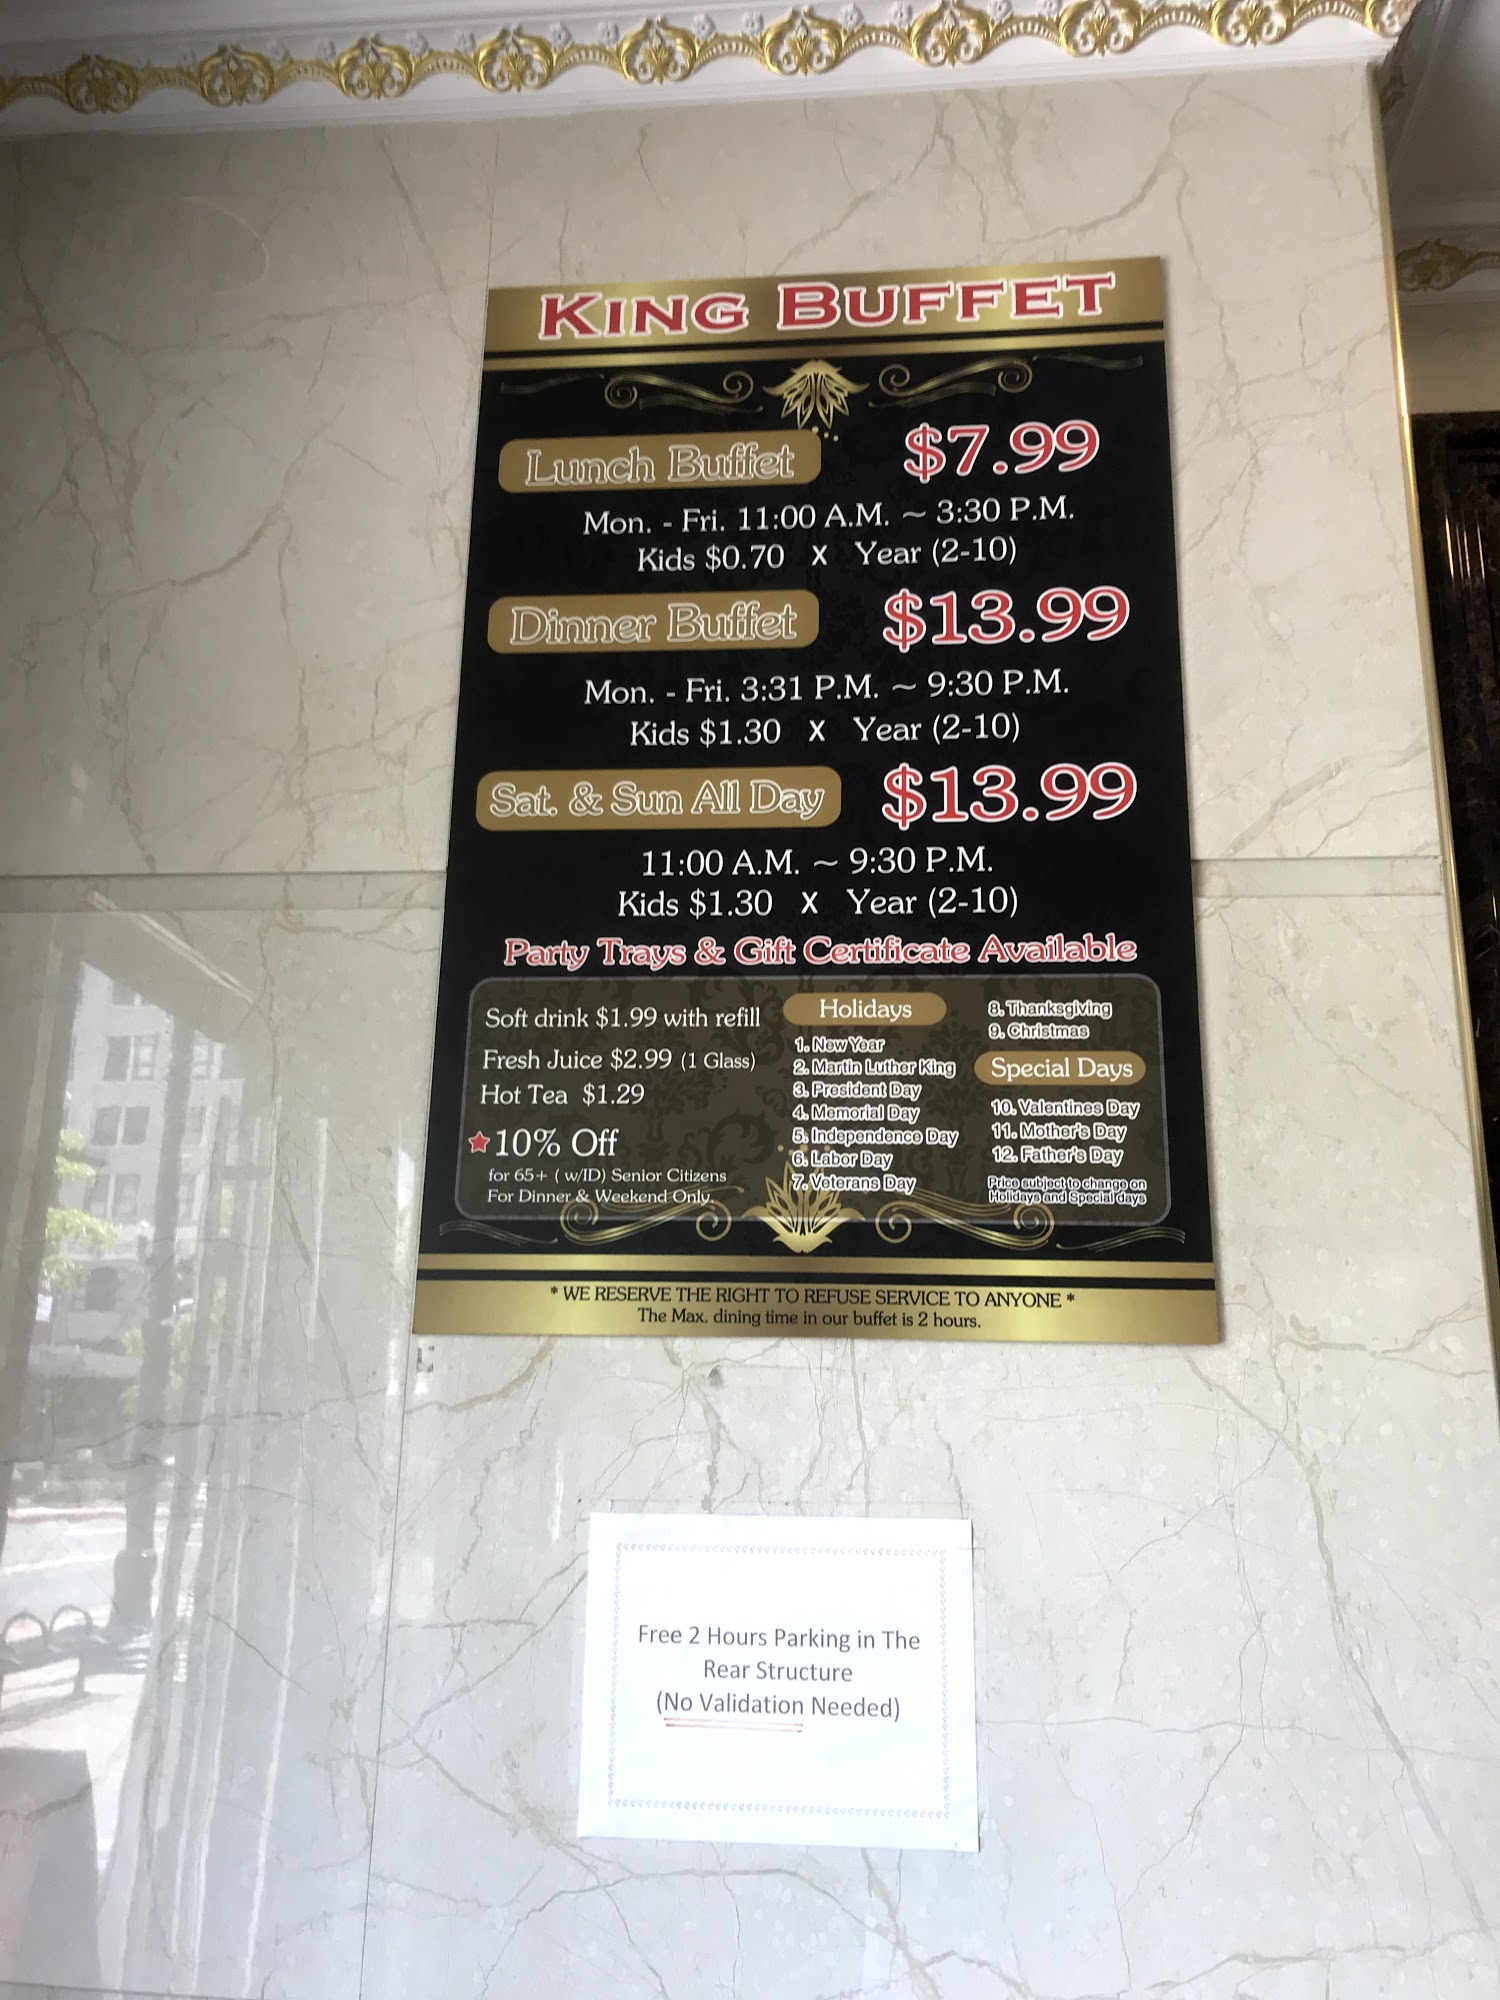 KING BUFFET
Lunch Buffet $7.99
Mon. - Fri. 11:00 A.M. ~ 3:30 P.M.
Kids $0.70 X Year (2-10)
Dinner Buffet $13.99
Mon. - Fri. 3:31 P.M. ~ 9:30 P.M.
Kids $1.30 X Year (2-10)
Sat. & Sun All Day $13.99
11:00 A.M. ~ 9:30 P.M.
Kids $1.30 X Year (2-10)
Party Trays & Gift Certificate Available
Soft drink $1.99 with refill
Fresh Juice $2.99 (1 Glass)
Hot Tea $1.29
10% Off
for 65+ ( w/ID) Senior Citizens
For Dinner & Weekend Only.
Holidays
1. New Year
2. Martin Luther King
3. President Day
4. Memorial Day
5. Independence Day
6. Labor Day
7. Veterans Day
8. Thanksgiving
9. Christmas
Special Days
10. Valentines Day
11. Mother's Day
12. Father's Day
Price subject to change on
Holidays and Special days
* WE RESERVE THE RIGHT TO REFUSE SERVICE TO ANYONE *
The Max. dining time in our buffet is 2 hours.
Free 2 Hours Parking in The
Rear Structure
(No Validation Needed)